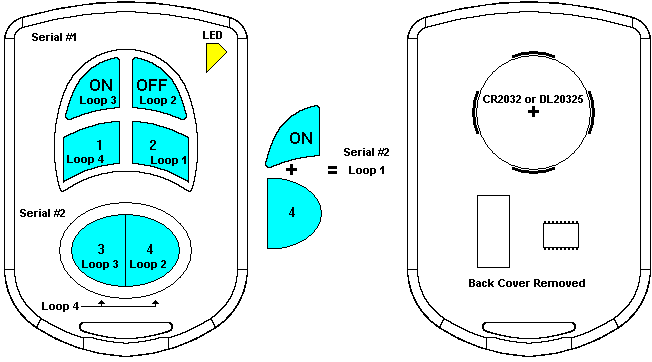 Serial #1
LED
ON
Loop 3
OFF
Loop 2
1
Loop 4
2
Loop 1
Serial #2
3
Loop 3
4
Loop 2
Loop 4
ON
+
4
= Serial #2
Loop 1
CR2032 or DL20325
+
Back Cover Removed